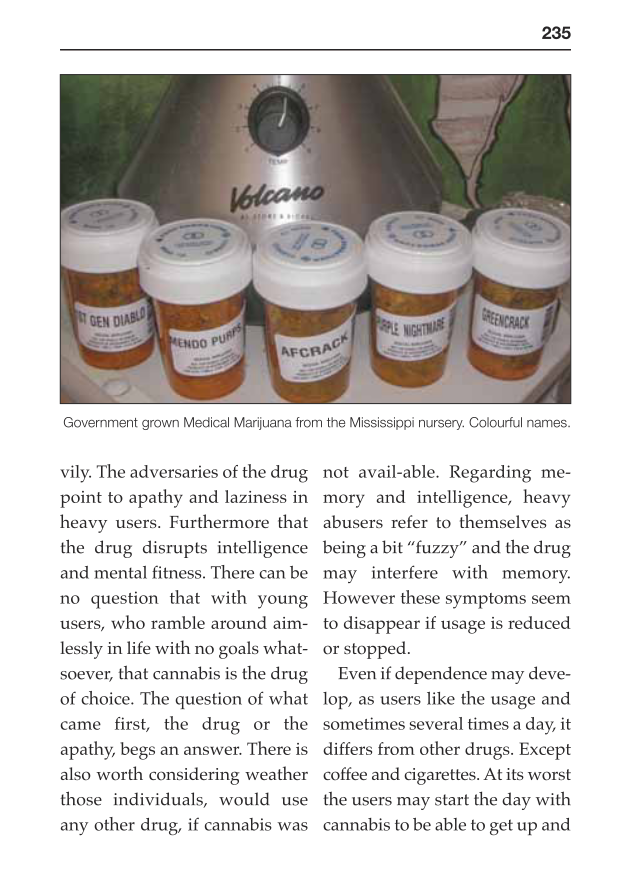 235
TEMP
Volcano
ST GEN DIABLO
MENDO PURPS
AFCRACK
PURPLE NIGHTMARE
GREENCRACK
Government grown Medical Marijuana from the Mississippi nursery. Colourful names.
vily. The adversaries of the drug
point to apathy and laziness in
heavy users. Furthermore that
the drug disrupts intelligence
and mental fitness. There can be
no question that with young
users, who ramble around aim-
lessly in life with no goals what-
soever, that cannabis is the drug
of choice. The question of what
came first, the drug or the
apathy, begs an answer. There is
also worth considering weather
those individuals, would use
any other drug, if cannabis was
not avail-able. Regarding me-
mory and intelligence, heavy
abusers refer to themselves as
being a bit “fuzzy” and the drug
may interfere with memory.
However these symptoms seem
to disappear if usage is reduced
or stopped.
Even if dependence may deve-
lop, as users like the usage and
sometimes several times a day, it
differs from other drugs. Except
coffee and cigarettes. At its worst
the users may start the day with
cannabis to be able to get up and